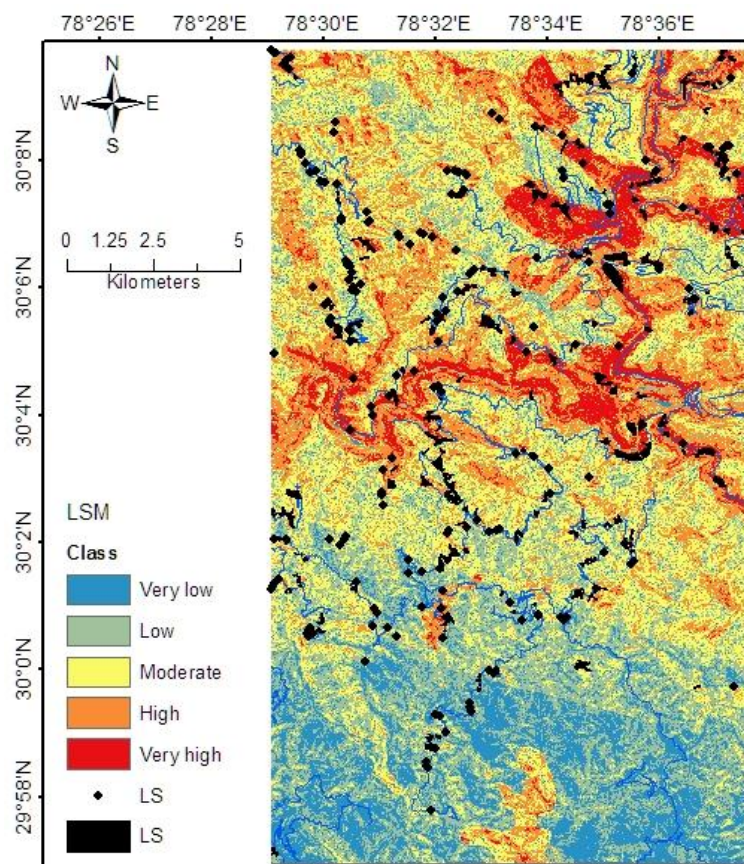 78°26'E 78°28'E 78°30'E 78°32'E 78°34'E 78°36'E
N
W E
S
30°8'N
0 1.25 2.5 5
Kilometers
30°6'N
30°4'N
30°2'N
LSM
Class
Very low
Low
30°0'N
Moderate
High
Very high
29°58'N
LS
LS